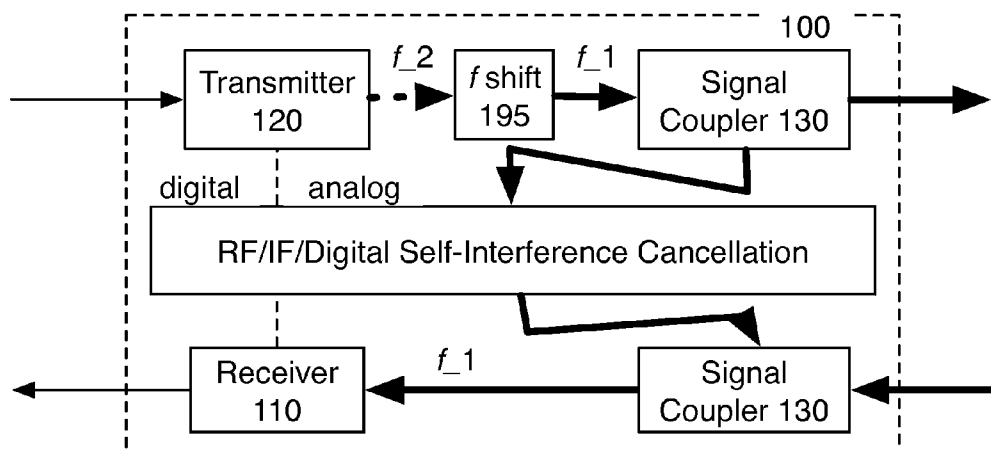 100
Transmitter
120
f_2
f shift
195
f_1
Signal
Coupler 130
digital
analog
RF/IF/Digital Self-Interference Cancellation
Receiver
110
f_1
Signal
Coupler 130